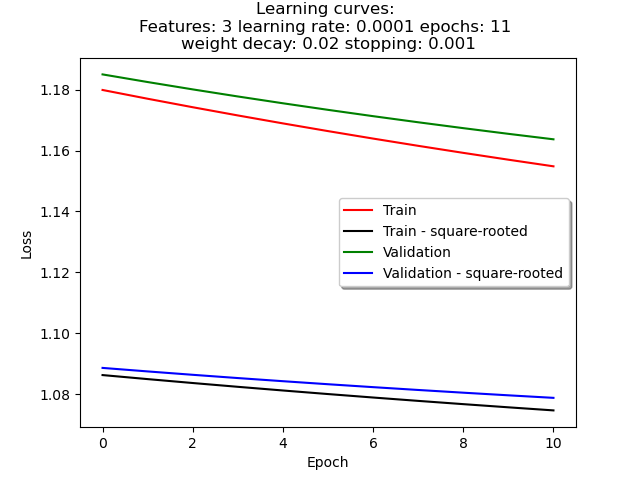 Learning curves:
Features: 3 learning rate: 0.0001 epochs: 11
weight decay: 0.02 stopping: 0.001
1.18
1.16
1.14
1.12
1.10
1.08
Loss
Train
Train - square-rooted
Validation
Validation - square-rooted
0 2 4 6 8 10
Epoch